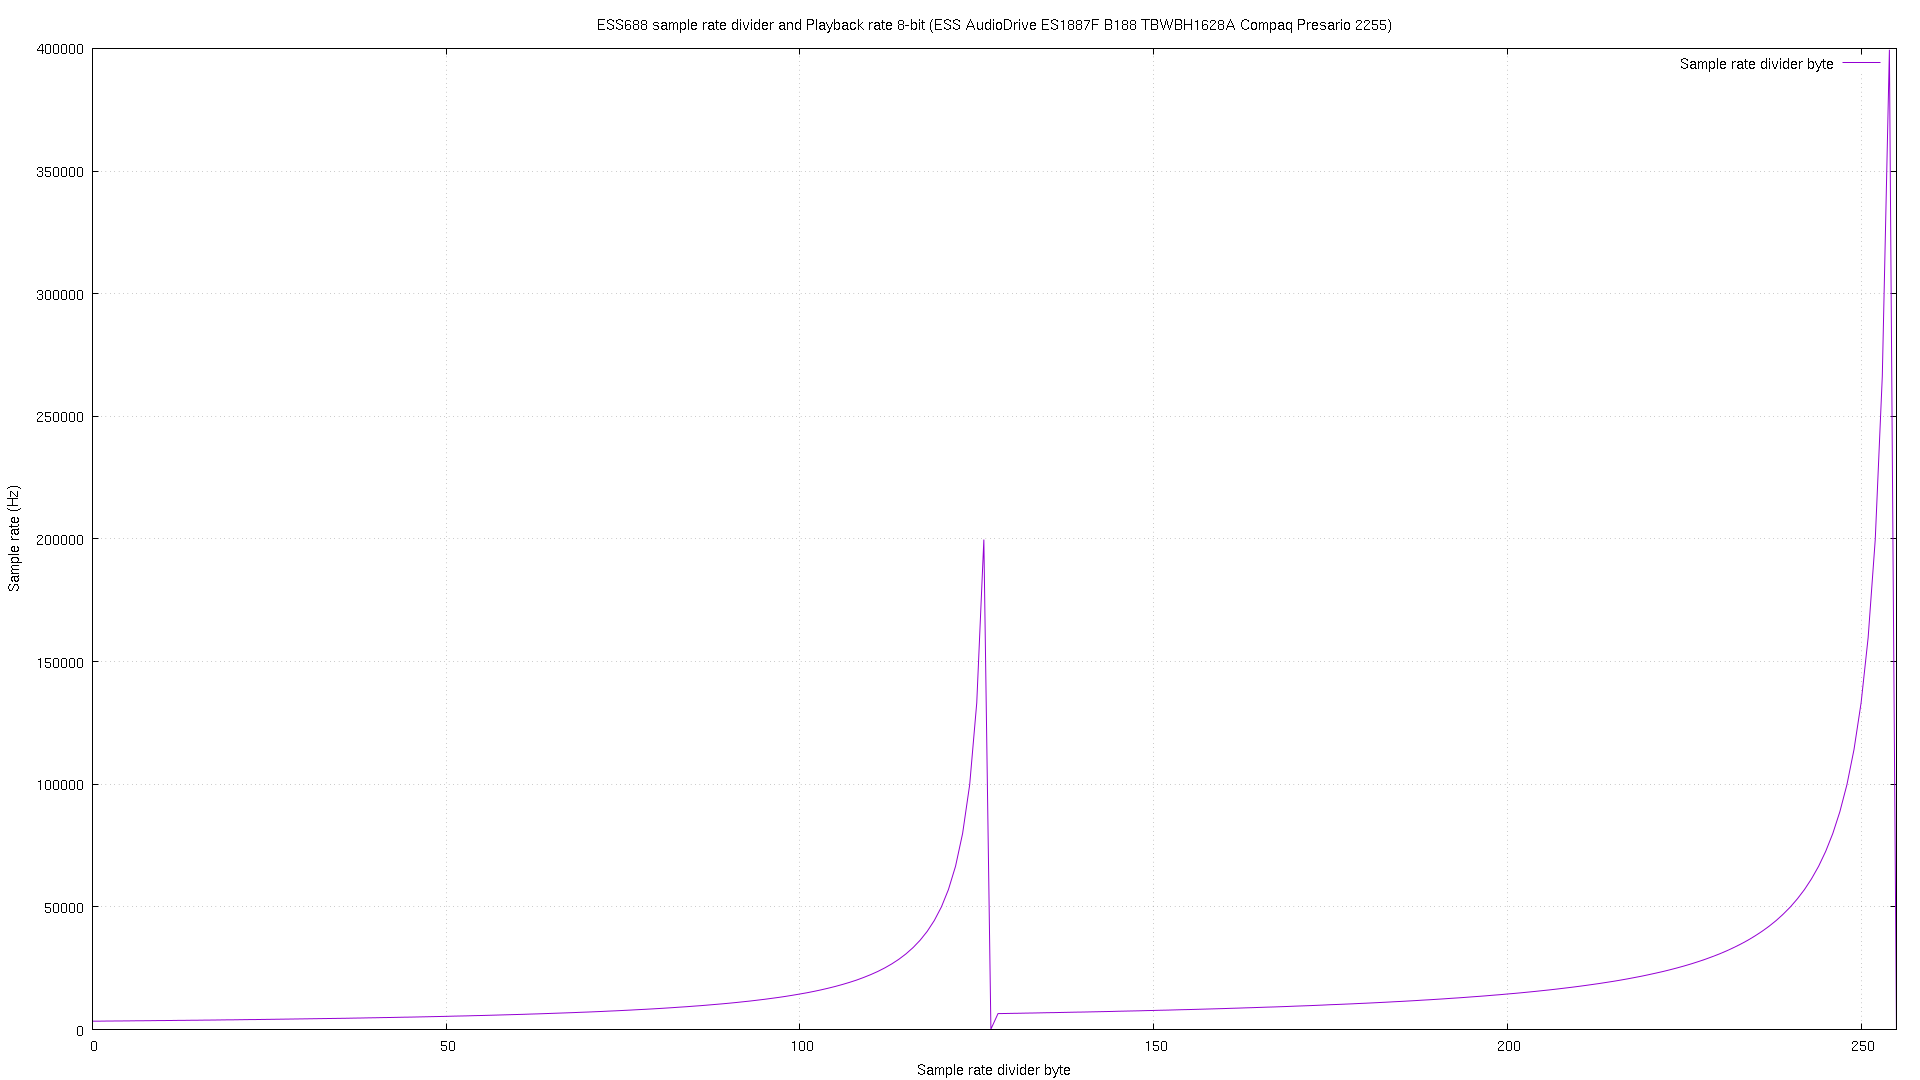 ESS688 sample rate divider and Playback rate 8-bit (ESS AudioDrive ES1887F B188 TBWBH1628A Compaq Presario 2255)
Sample rate divider byte
400000
350000
300000
250000
200000
150000
100000
50000
0
Sample rate (Hz)
0 50 100 150 200 250
Sample rate divider byte